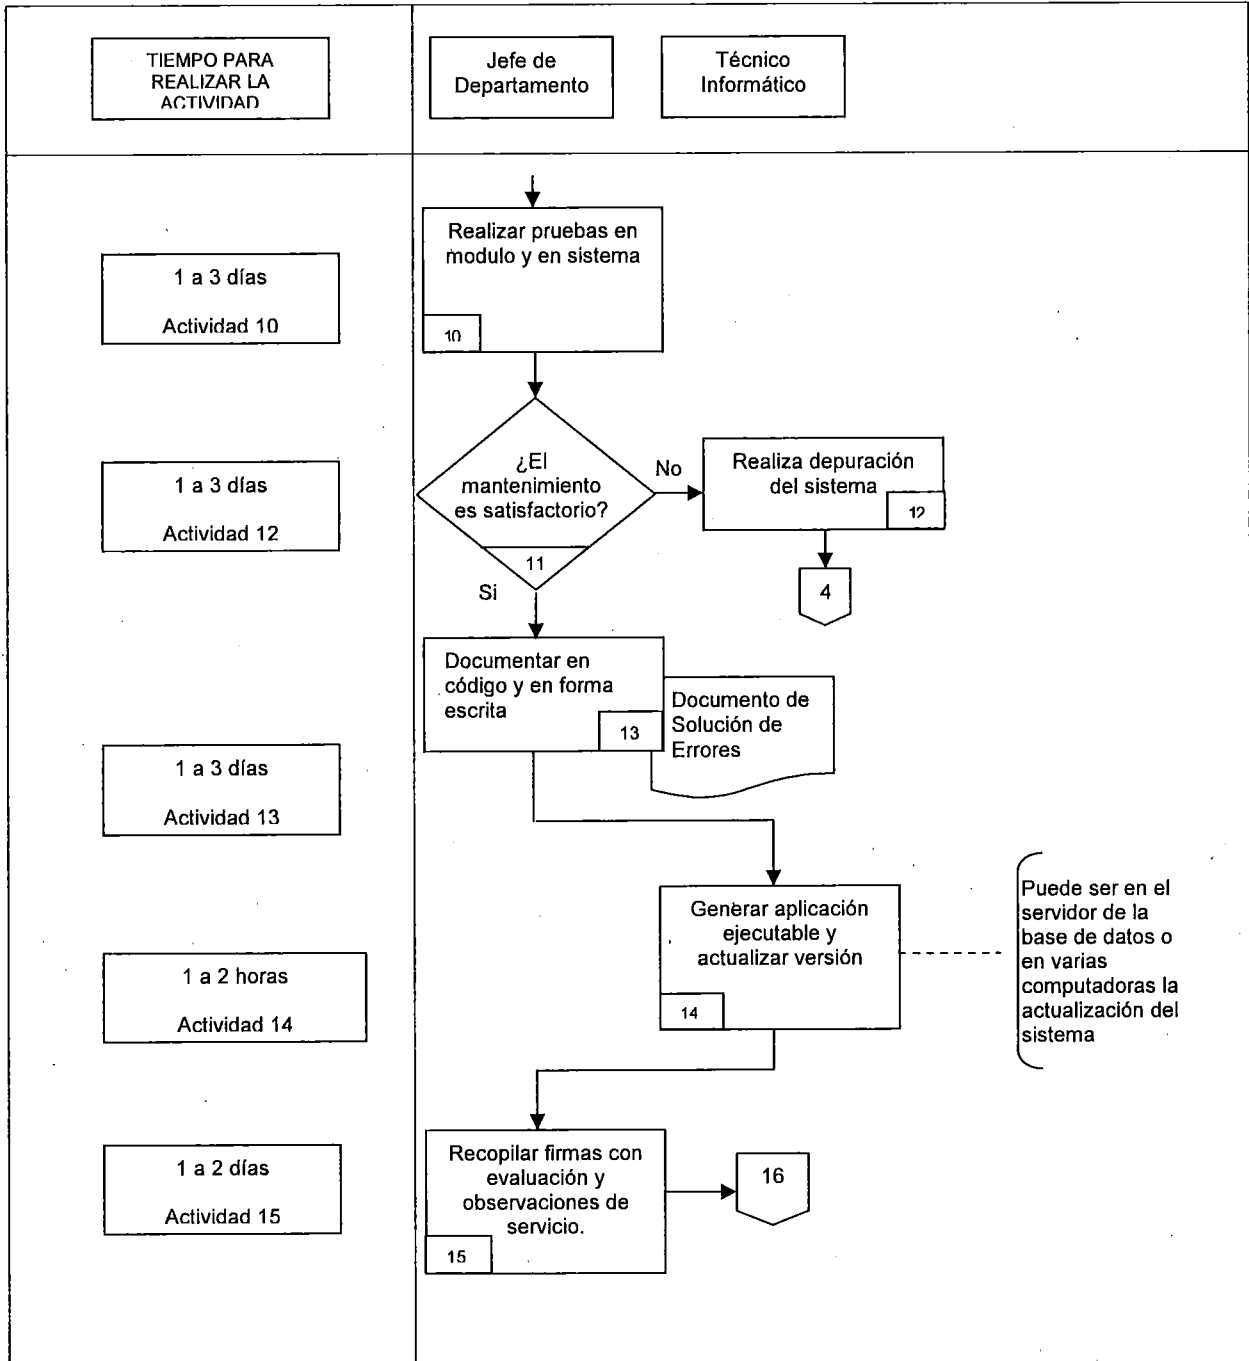 TIEMPO PARA
REALIZAR LA
ACTIVIDAD
Jefe de
Departamento
Técnico
Informático
Realizar pruebas en
modulo y en sistema
10
1 a 3 días
Actividad 10
¿El
mantenimiento
es satisfactorio?
11
No
Si
Realiza depuración
del sistema
12
4
1 a 3 días
Actividad 12
Documentar en
código y en forma
escrita
13
Documento de
Solución de
Errores
1 a 3 días
Actividad 13
Generar aplicación
ejecutable y
actualizar versión
14
Puede ser en el
servidor de la
base de datos o
en varias
computadoras la
actualización del
sistema
1 a 2 horas
Actividad 14
Recopilar firmas con
evaluación y
observaciones de
servicio.
15
16
1 a 2 días
Actividad 15